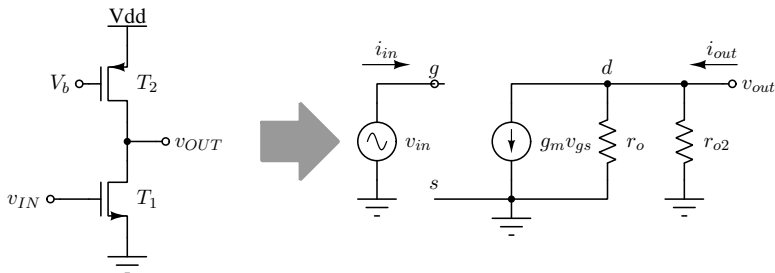 Vdd
V_b
T_2
v_OUT
v_IN
T_1
i_in
g
v_in
s
g_m v_gs
d
r_o
i_out
v_out
r_o2